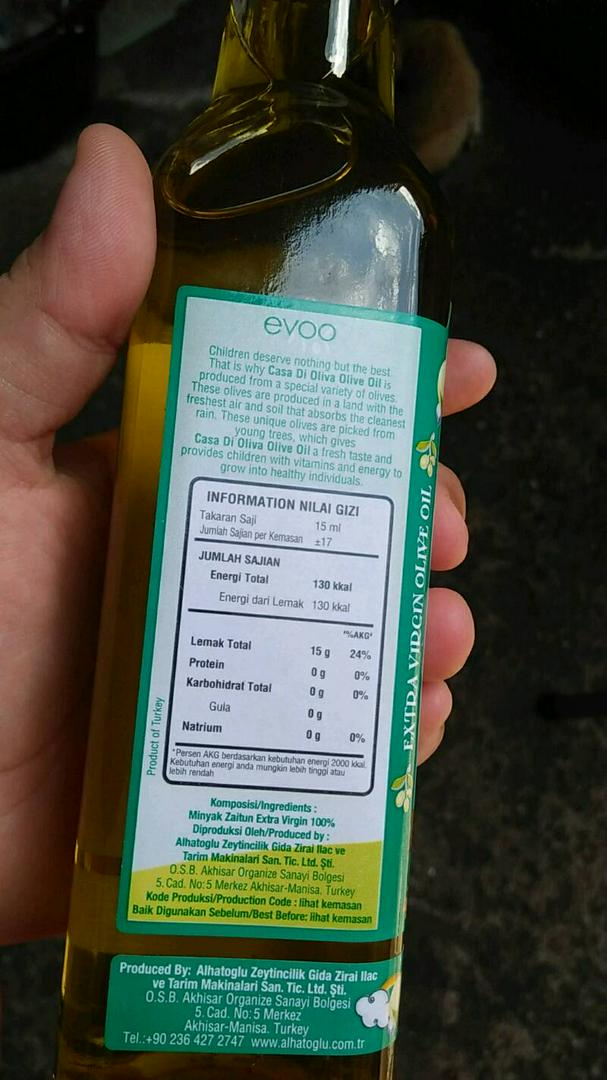 evoo
Children deserve nothing but the best.
That is why Casa Di Oliva Olive Oil is
produced from a special variety of olives.
These olives are produced in a land with the
freshest air and soil that absorbs the cleanest
rain. These unique olives are picked from
young trees, which gives
Casa Di Oliva Olive Oil a fresh taste and
provides children with vitamins and energy to
grow into healthy individuals.
INFORMATION NILAI GIZI
Takaran Saji 15 ml
Jumlah Sajian per Kemasan ±17
JUMLAH SAJIAN
Energi Total 130 kkal
Energi dari Lemak 130 kkal
"%AKG"
Lemak Total 15 g 24%
Protein 0 g 0%
Karbohidrat Total 0 g 0%
Gula 0 g
Natrium 0 g 0%
*Persen AKG berdasarkan kebutuhan energi 2000 kkal.
Kebutuhan energi anda mungkin lebih tinggi atau
lebih rendah
Product of Turkey
Komposisi/Ingredients :
Minyak Zaitun Extra Virgin 100%
Diproduksi Oleh/Produced by :
Alhatoglu Zeytincilik Gida Zirai Ilac ve
Tarim Makinalari San. Tic. Ltd. Şti.
O.S.B. Akhisar Organize Sanayi Bolgesi
5. Cad. No: 5 Merkez Akhisar-Manisa. Turkey
Kode Produksi/Production Code : lihat kemasan
Baik Digunakan Sebelum/Best Before: lihat kemasan
EXTRA VIRGIN OLIVE OIL
Produced By: Alhatoglu Zeytincilik Gida Zirai Ilac
ve Tarim Makinalari San. Tic. Ltd. Şti.
O.S.B. Akhisar Organize Sanayi Bolgesi
5. Cad. No: 5 Merkez
Akhisar-Manisa. Turkey
Tel.:+90 236 427 2747 www.alhatoglu.com.tr